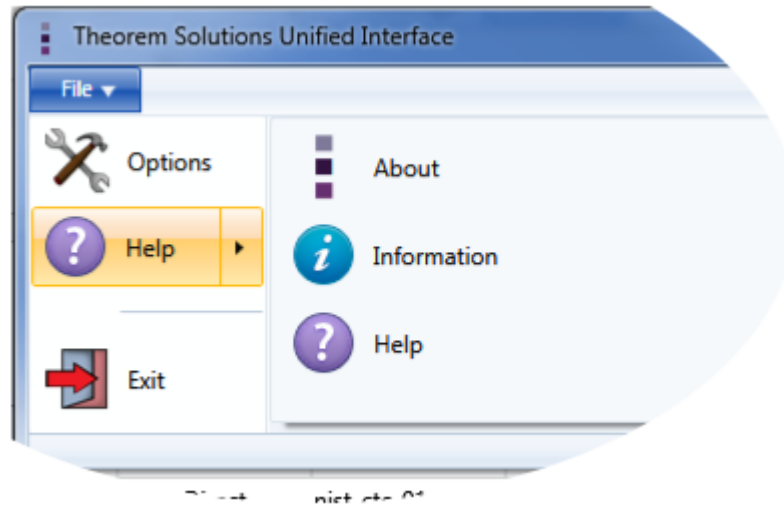 Theorem Solutions Unified Interface
File
Options
Help
Exit
About
Information
Help